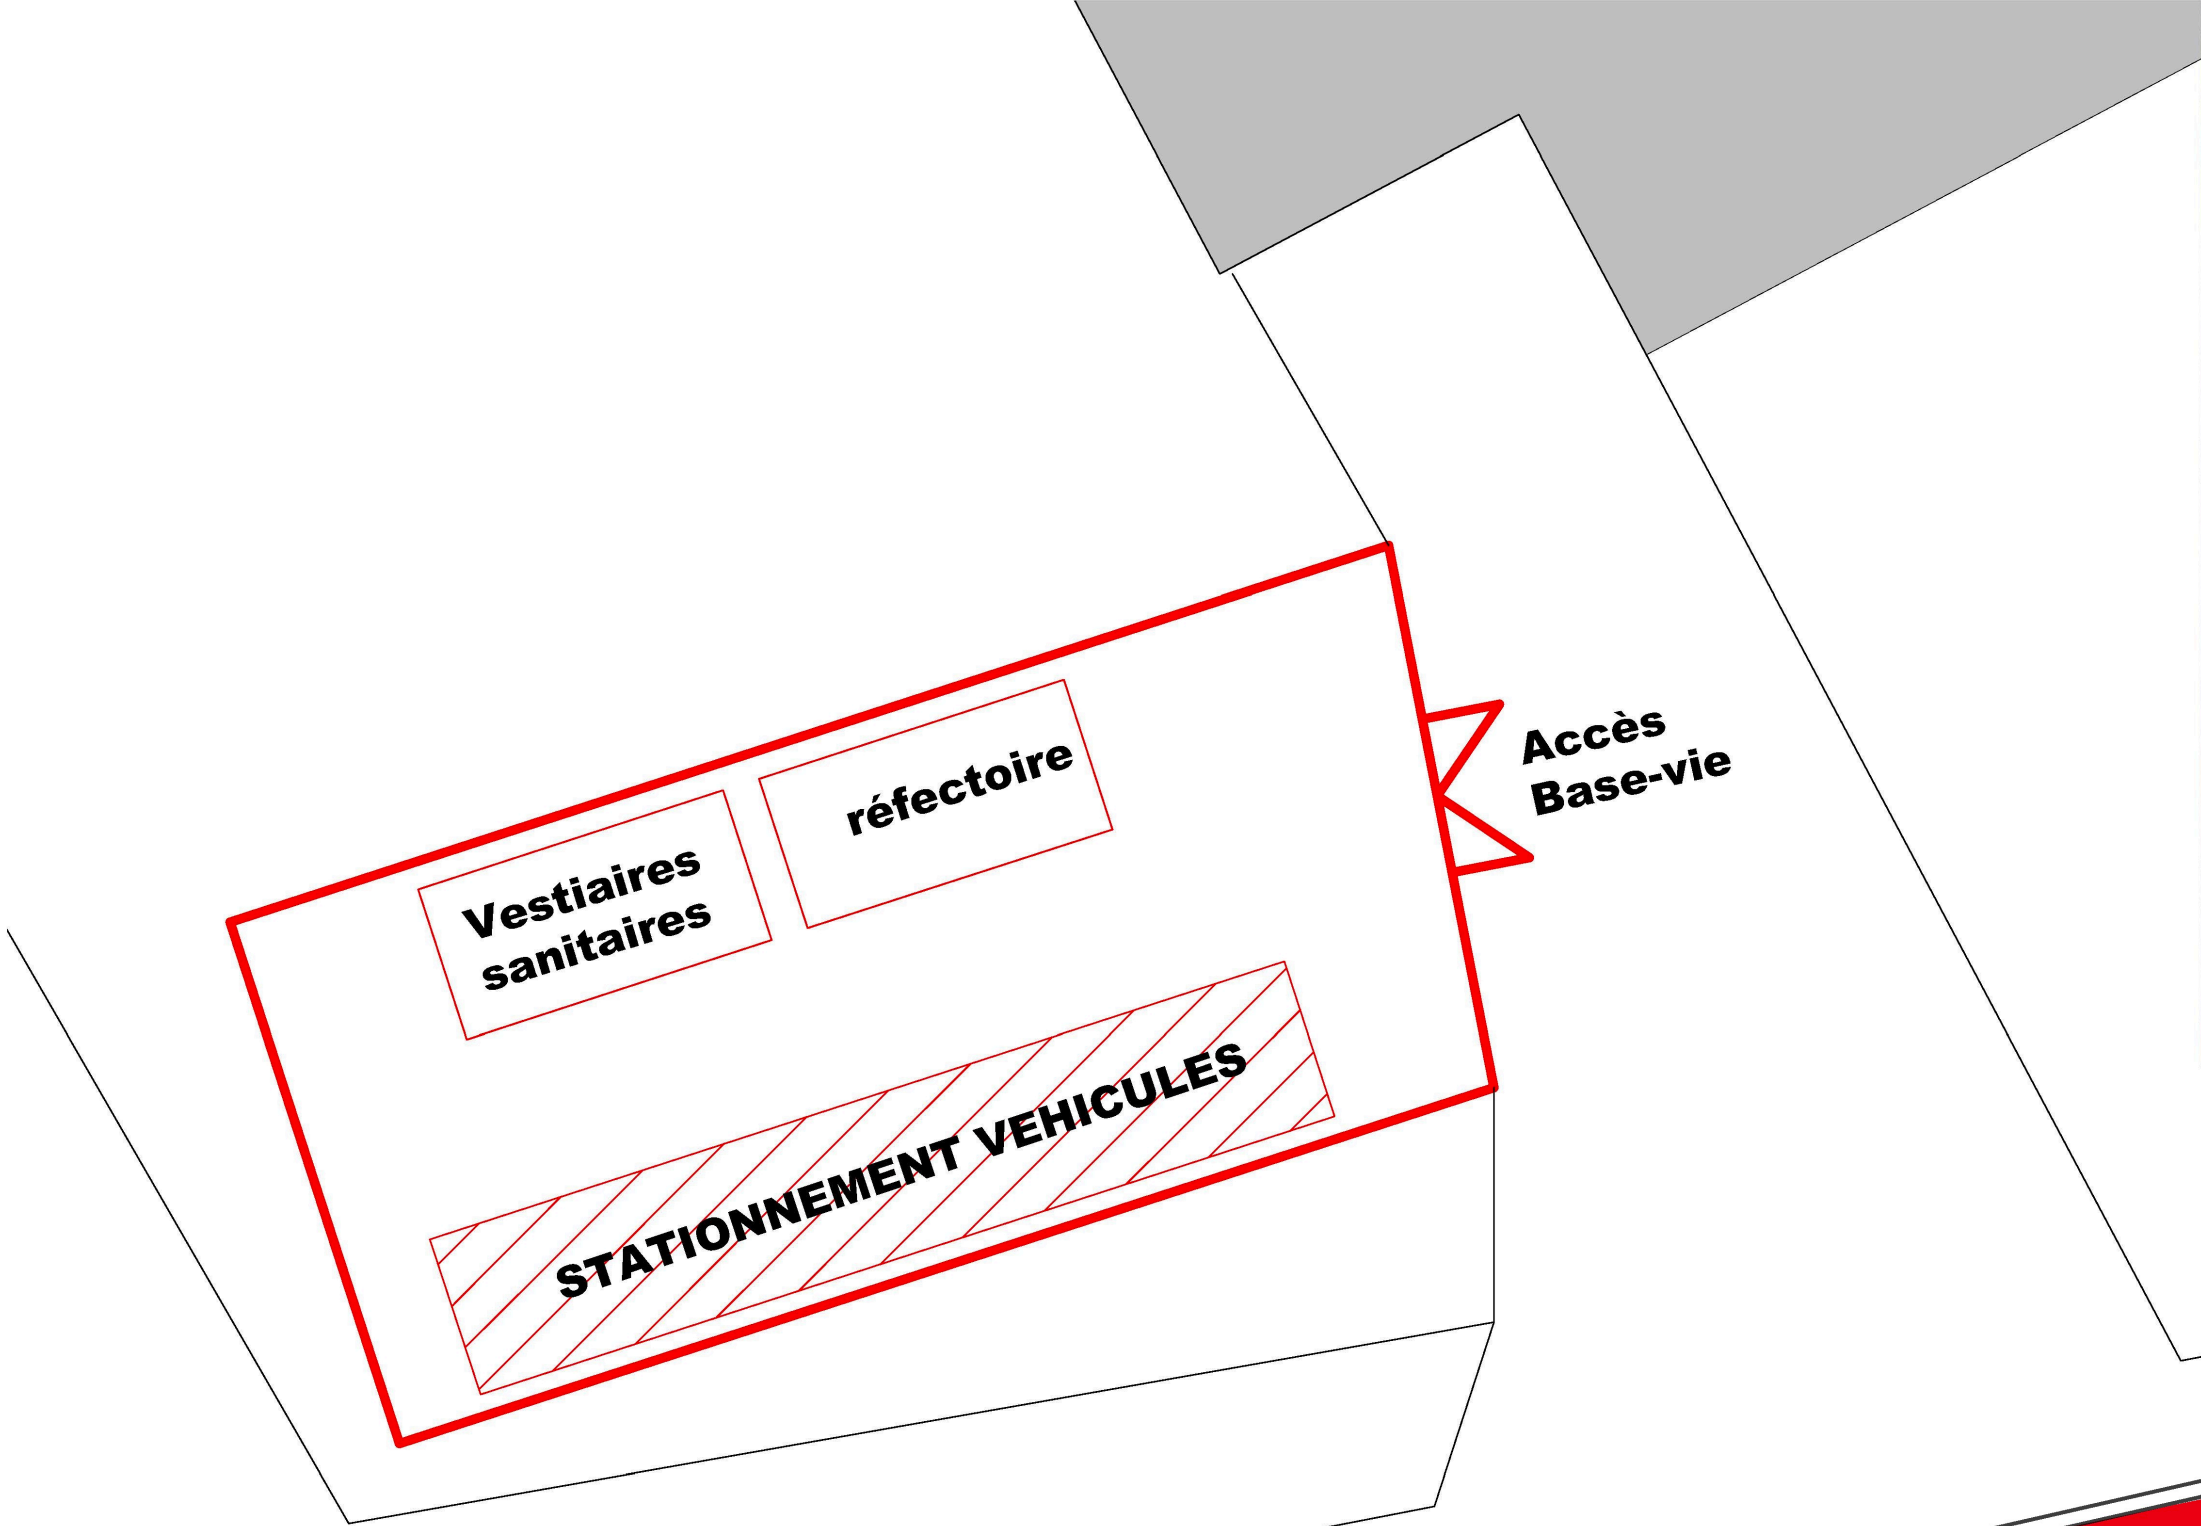 réfectoire
Accès
Base-vie
Vestiaires
sanitaires
STATIONNEMENT VEHICULES